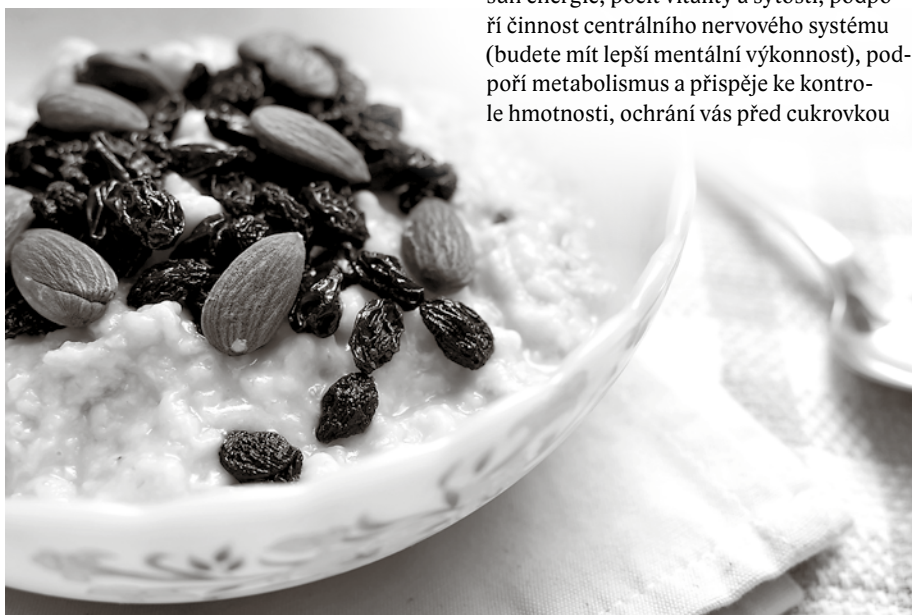 sun energie, pocit vitality a sytosti, podpo-
ří činnost centrálního nervového systému
(budete mít lepší mentální výkonnost), pod-
poří metabolismus a přispěje ke kontro-
le hmotnosti, ochrání vás před cukrovkou